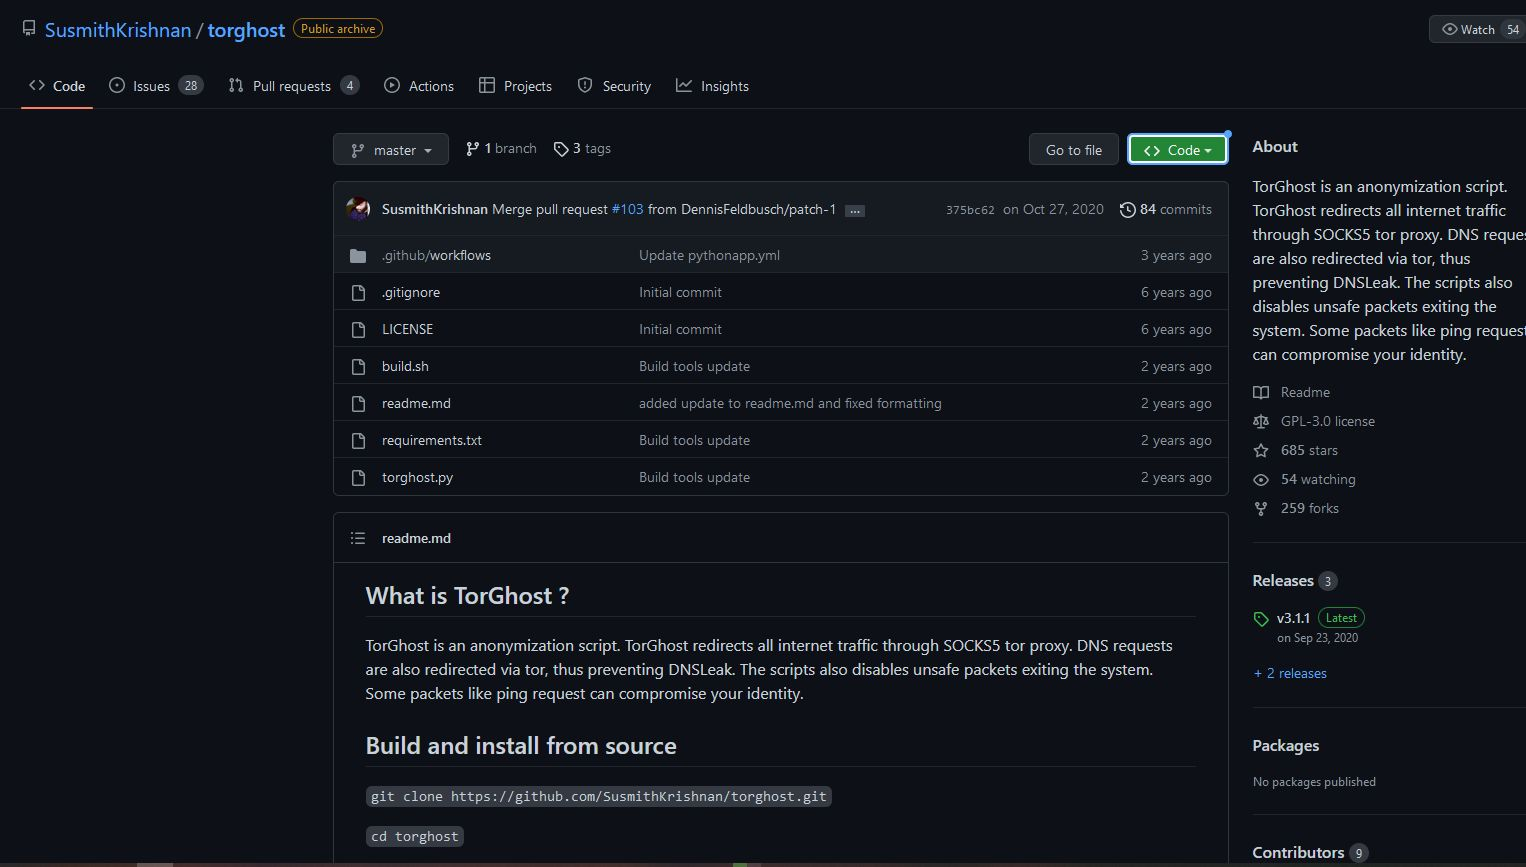 SusmithKrishnan / torghost Public archive
Watch 54
Code Issues 28 Pull requests 4 Actions Projects Security Insights
master 1 branch 3 tags Go to file Code
SusmithKrishnan Merge pull request #103 from DennisFeldbusch/patch-1 ... 375bc62 on Oct 27, 2020 84 commits
.github/workflows Update pythonapp.yml 3 years ago
.gitignore Initial commit 6 years ago
LICENSE Initial commit 6 years ago
build.sh Build tools update 2 years ago
readme.md added update to readme.md and fixed formatting 2 years ago
requirements.txt Build tools update 2 years ago
torghost.py Build tools update 2 years ago
readme.md
What is TorGhost ?
TorGhost is an anonymization script. TorGhost redirects all internet traffic through SOCKS5 tor proxy. DNS requests
are also redirected via tor, thus preventing DNSLeak. The scripts also disables unsafe packets exiting the system.
Some packets like ping request can compromise your identity.
Build and install from source
git clone https://github.com/SusmithKrishnan/torghost.git
cd torghost
About
TorGhost is an anonymization script.
TorGhost redirects all internet traffic
through SOCKS5 tor proxy. DNS reques
are also redirected via tor, thus
preventing DNSLeak. The scripts also
disables unsafe packets exiting the
system. Some packets like ping request
can compromise your identity.
Readme
GPL-3.0 license
685 stars
54 watching
259 forks
Releases 3
v3.1.1 Latest
on Sep 23, 2020
+ 2 releases
Packages
No packages published
Contributors 9